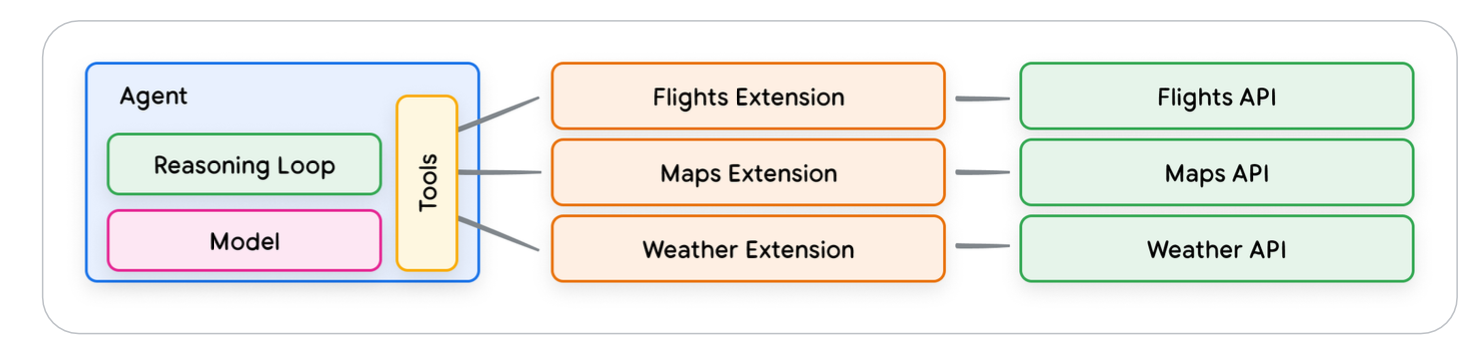 Agent
Reasoning Loop
Model
Tools
Flights Extension
Maps Extension
Weather Extension
Flights API
Maps API
Weather API